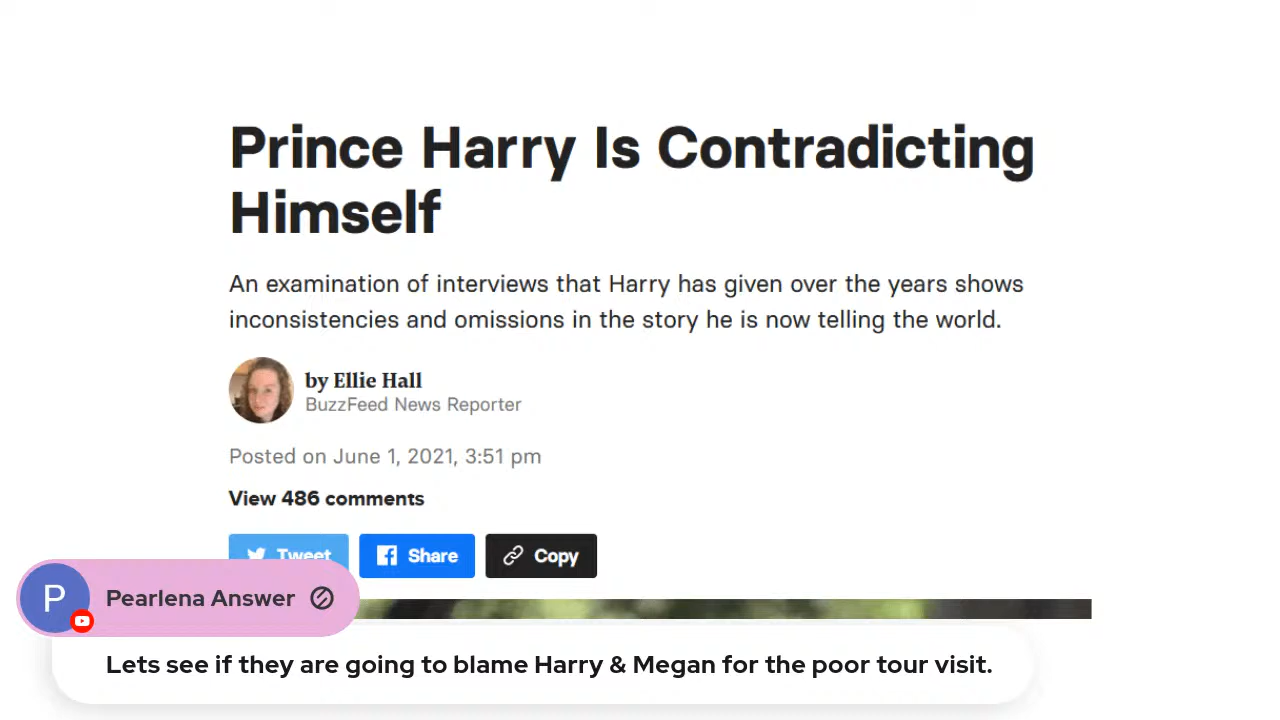 Prince Harry Is Contradicting
Himself
An examination of interviews that Harry has given over the years shows
inconsistencies and omissions in the story he is now telling the world.
by Ellie Hall
BuzzFeed News Reporter
Posted on June 1, 2021, 3:51 pm
View 486 comments
Tweet Share Copy
P Pearlena Answer
Lets see if they are going to blame Harry & Megan for the poor tour visit.